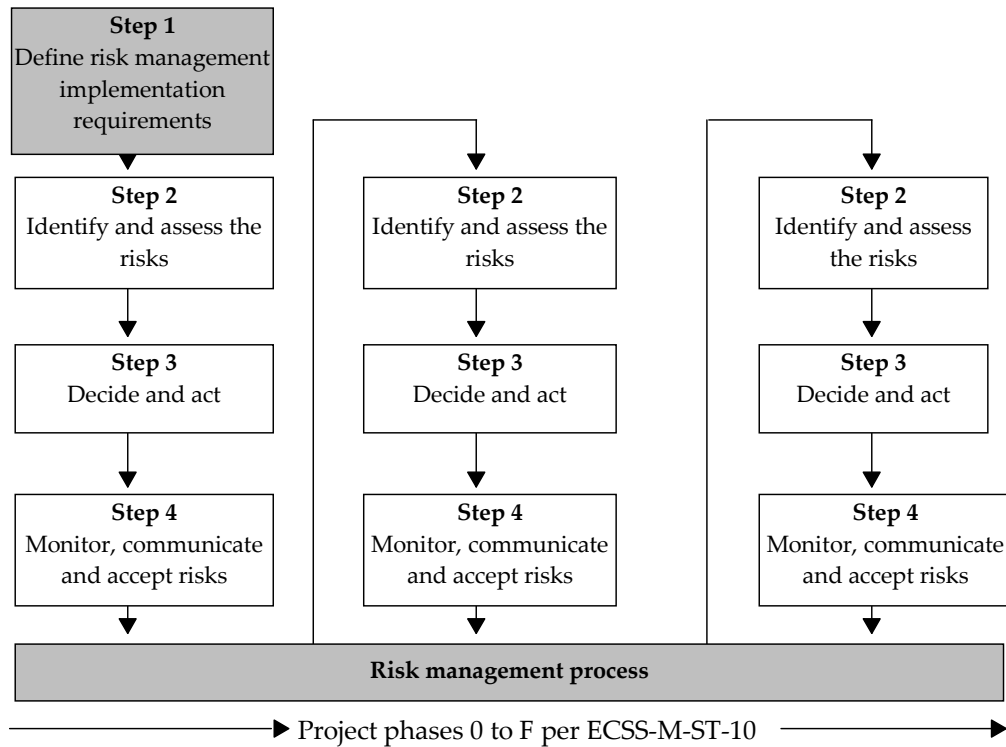 Step 1
Define risk management
implementation
requirements
Step 2
Identify and assess the
risks
Step 3
Decide and act
Step 4
Monitor, communicate
and accept risks
Step 2
Identify and assess the
risks
Step 3
Decide and act
Step 4
Monitor, communicate
and accept risks
Step 2
Identify and assess
the risks
Step 3
Decide and act
Step 4
Monitor, communicate
and accept risks
Risk management process
Project phases 0 to F per ECSS-M-ST-10